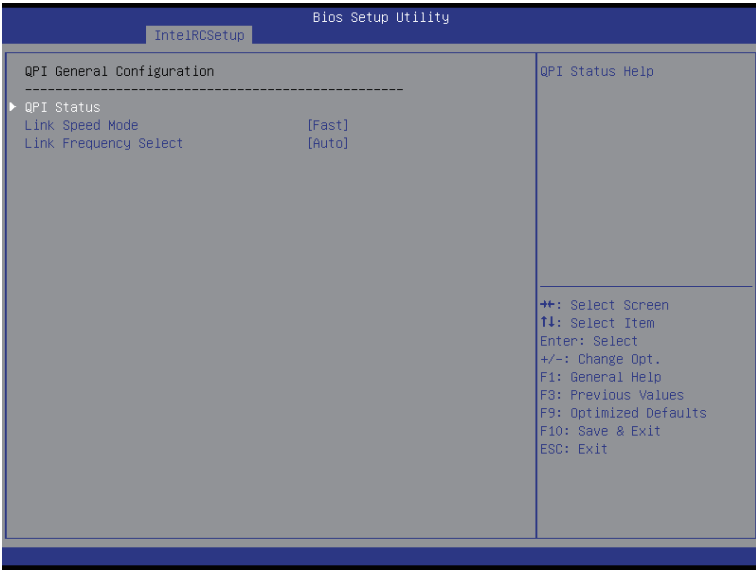 Bios Setup Utility
IntelRCSetup
QPI General Configuration
------------------------------------------------
QPI Status
Link Speed Mode [Fast]
Link Frequency Select [Auto]
QPI Status Help
→←: Select Screen
↑↓: Select Item
Enter: Select
+/-: Change Opt.
F1: General Help
F3: Previous Values
F9: Optimized Defaults
F10: Save & Exit
ESC: Exit